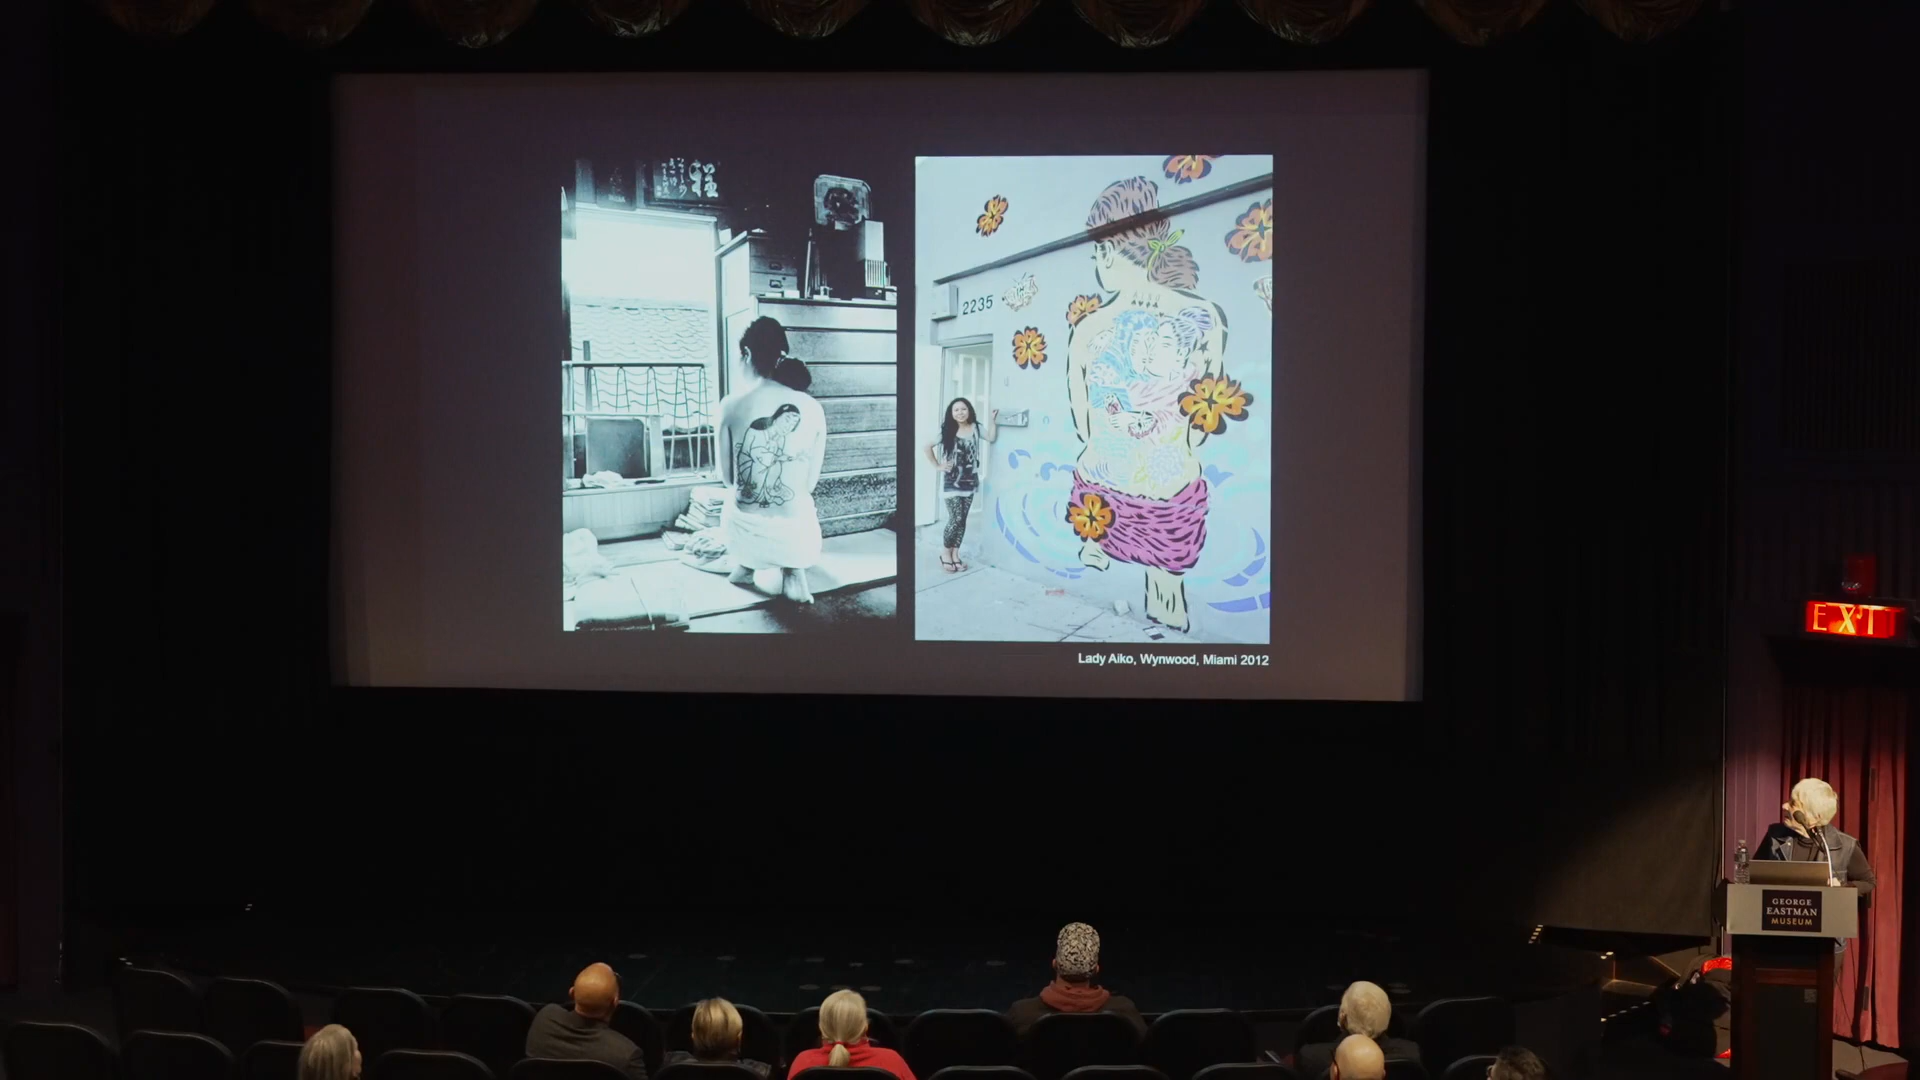 2235
Lady Aiko, Wynwood, Miami 2012
EXIT
GEORGE
EASTMAN
MUSEUM